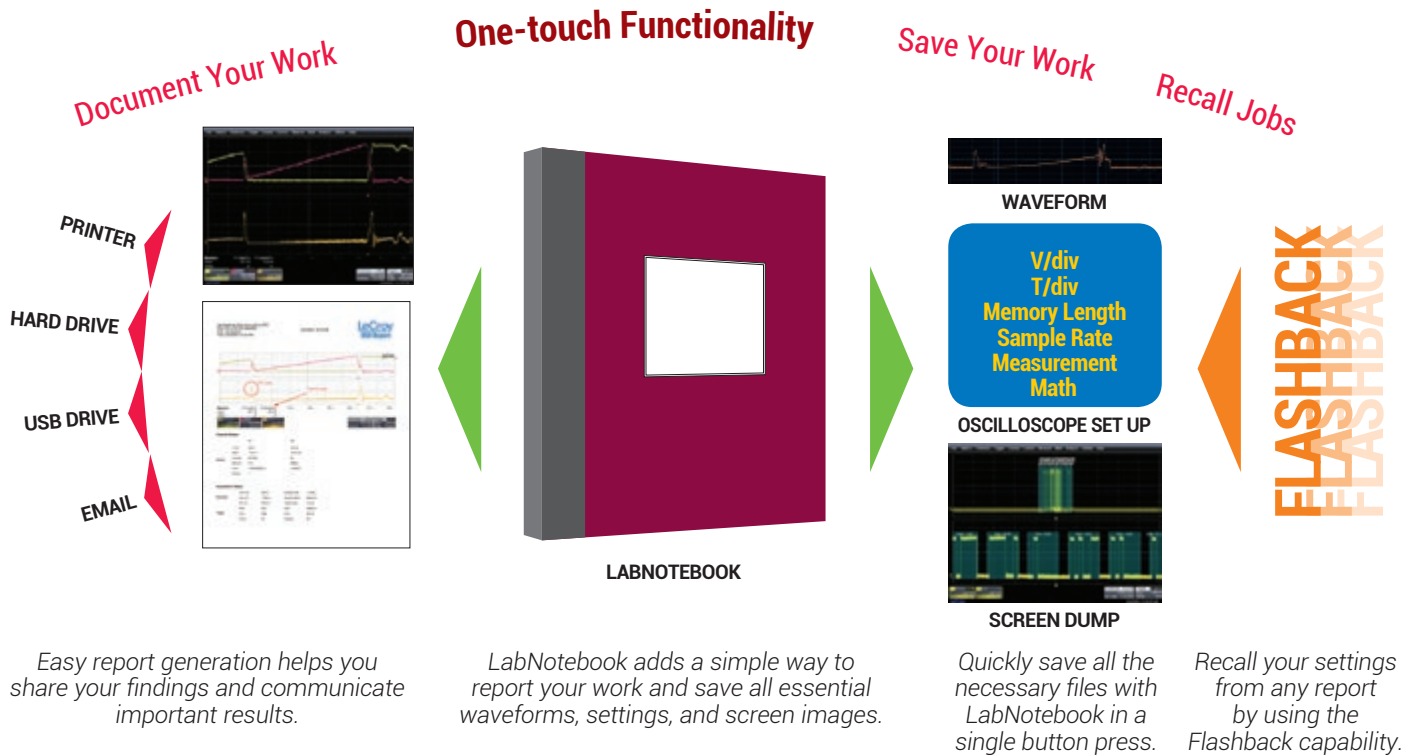 One-touch Functionality
Document Your Work
Save Your Work
Recall Jobs
PRINTER
HARD DRIVE
USB DRIVE
EMAIL
LeCroy
LABNOTEBOOK
WAVEFORM
V/div
T/div
Memory Length
Sample Rate
Measurement
Math
OSCILLOSCOPE SET UP
SCREEN DUMP
FLASHBACK
FLASHBACK
FLASHBACK
Easy report generation helps you
share your findings and communicate
important results.
LabNotebook adds a simple way to
report your work and save all essential
waveforms, settings, and screen images.
Quickly save all the
necessary files with
LabNotebook in a
single button press.
Recall your settings
from any report
by using the
Flashback capability.